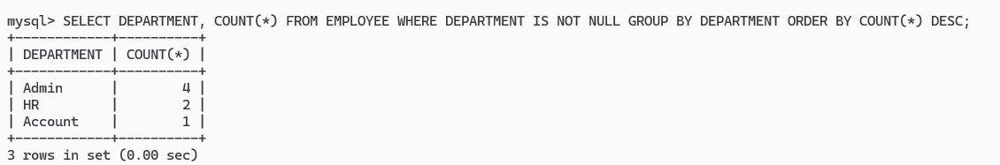 mysql> SELECT DEPARTMENT, COUNT(*) FROM EMPLOYEE WHERE DEPARTMENT IS NOT NULL GROUP BY DEPARTMENT ORDER BY COUNT(*) DESC;
+------------+----------+
| DEPARTMENT | COUNT(*) |
+------------+----------+
| Admin      |        4 |
| HR         |        2 |
| Account    |        1 |
+------------+----------+
3 rows in set (0.00 sec)